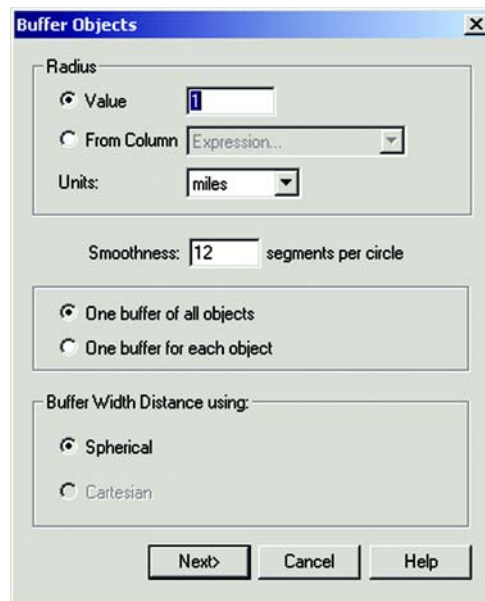 Buffer Objects
Radius
Value 1
From Column Expression...
Units: miles
Smoothness: 12 segments per circle
One buffer of all objects
One buffer for each object
Buffer Width Distance using:
Spherical
Cartesian
Next> Cancel Help